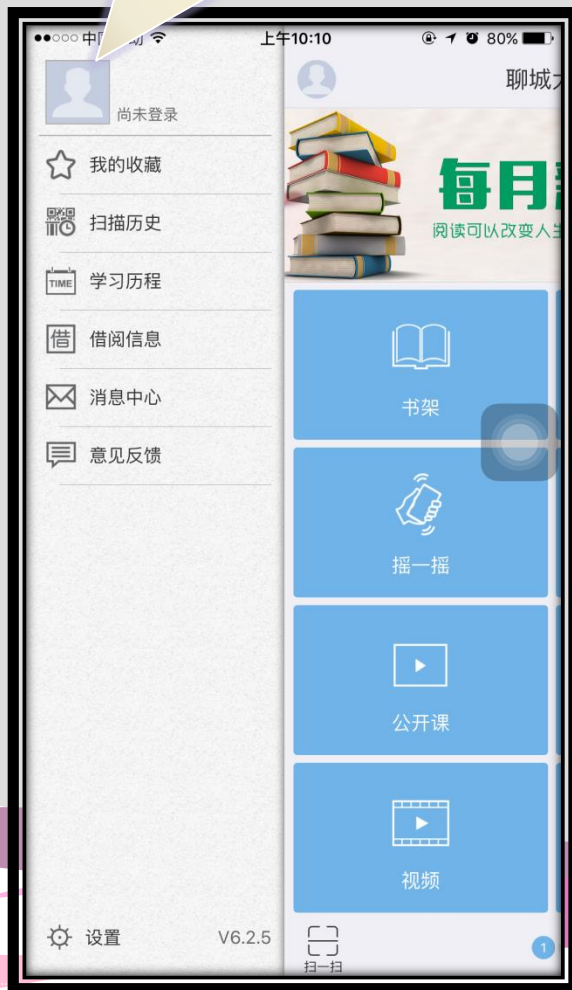 上午10:10
80%
尚未登录
我的收藏
扫描历史
TIME
学习历程
借
借阅信息
消息中心
意见反馈
设置
V6.2.5
聊城
每月
阅读可以改变人生
书架
摇一摇
公开课
视频
扫一扫
1